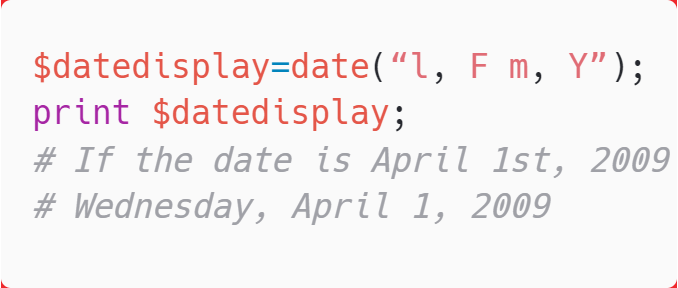 $datedisplay=date(“l, F m, Y”);
print $datedisplay;
# If the date is April 1st, 2009
# Wednesday, April 1, 2009